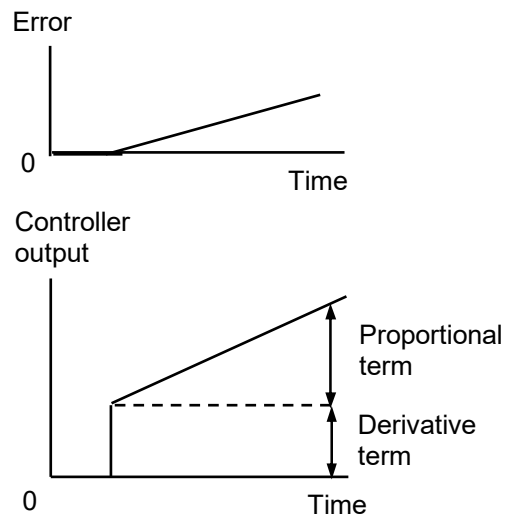 Error
0
Time
Controller
output
Proportional
term
Derivative
term
0
Time